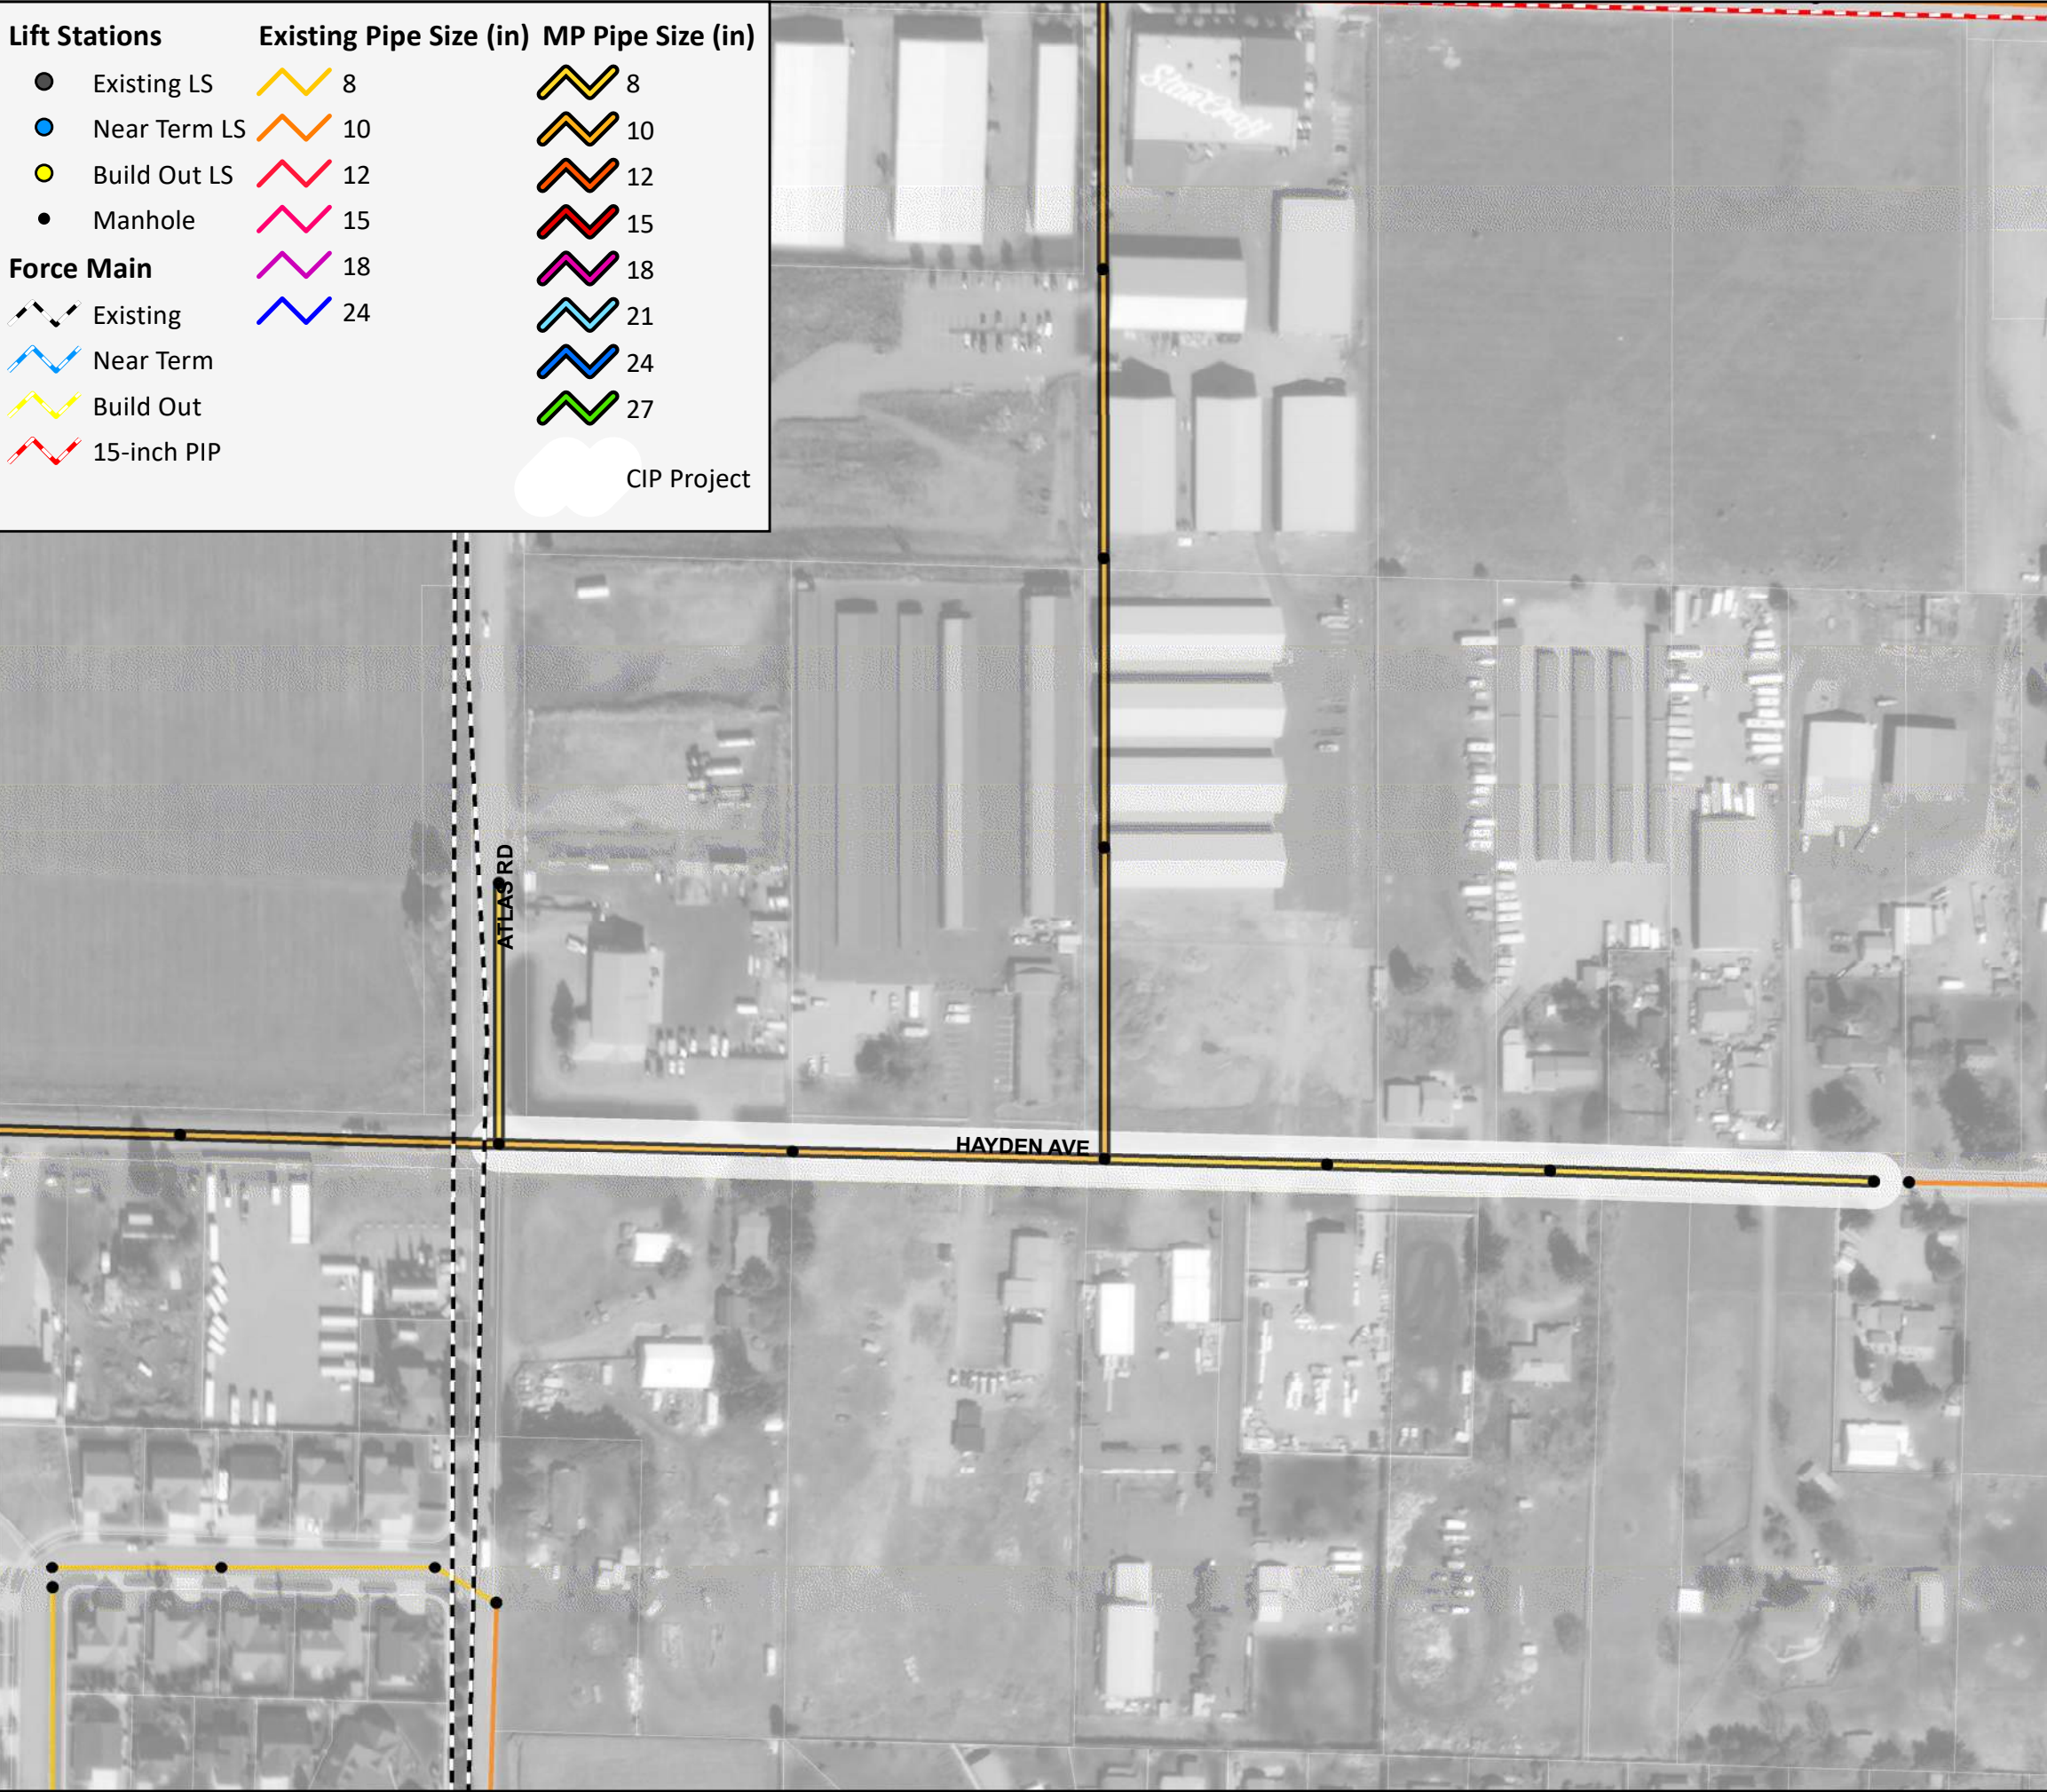 Lift Stations
Existing LS
Near Term LS
Build Out LS
Manhole
Force Main
Existing
Near Term
Build Out
15-inch PIP
Existing Pipe Size (in)
8
10
12
15
18
24
MP Pipe Size (in)
8
10
12
15
18
21
24
27
CIP Project
StanCraft
ATLAS RD
HAYDEN AVE